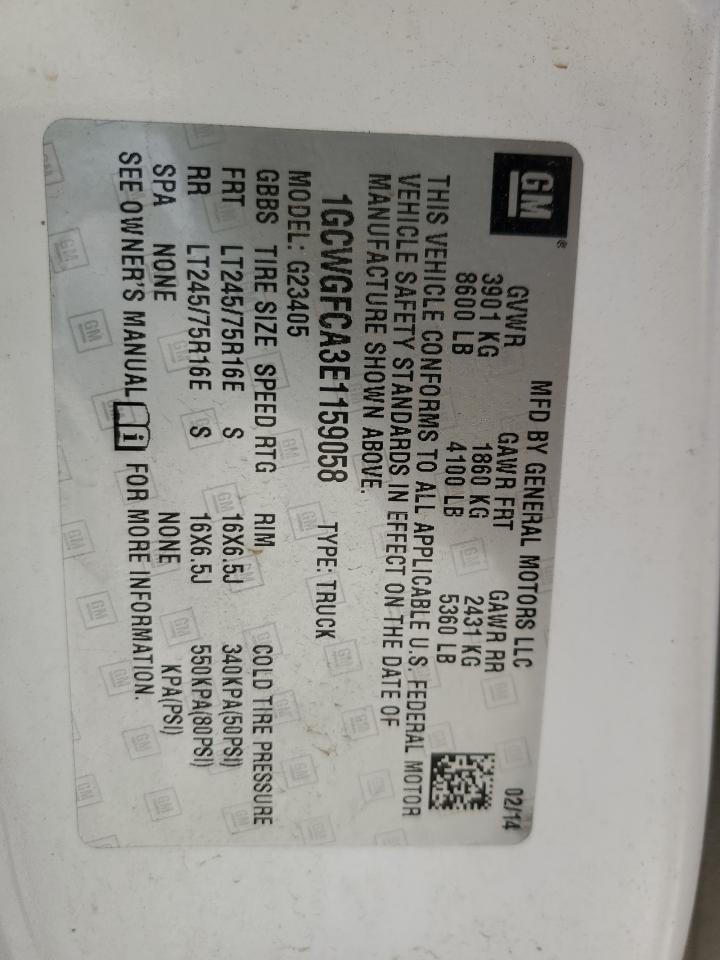 GM ®
MFD BY GENERAL MOTORS LLC 02/14
GVWR GAWR FRT GAWR RR
3901 KG 1860 KG 2431 KG
8600 LB 4100 LB 5360 LB
THIS VEHICLE CONFORMS TO ALL APPLICABLE U.S. FEDERAL MOTOR
VEHICLE SAFETY STANDARDS IN EFFECT ON THE DATE OF
MANUFACTURE SHOWN ABOVE.
1GCWGFCA3E1159058 TYPE: TRUCK
MODEL: G23405
GBBS TIRE SIZE SPEED RTG RIM COLD TIRE PRESSURE
FRT LT245/75R16E S 16X6.5J 340KPA(50PSI)
RR LT245/75R16E S 16X6.5J 550KPA(80PSI)
SPA NONE NONE KPA(PSI)
SEE OWNER'S MANUAL i FOR MORE INFORMATION.